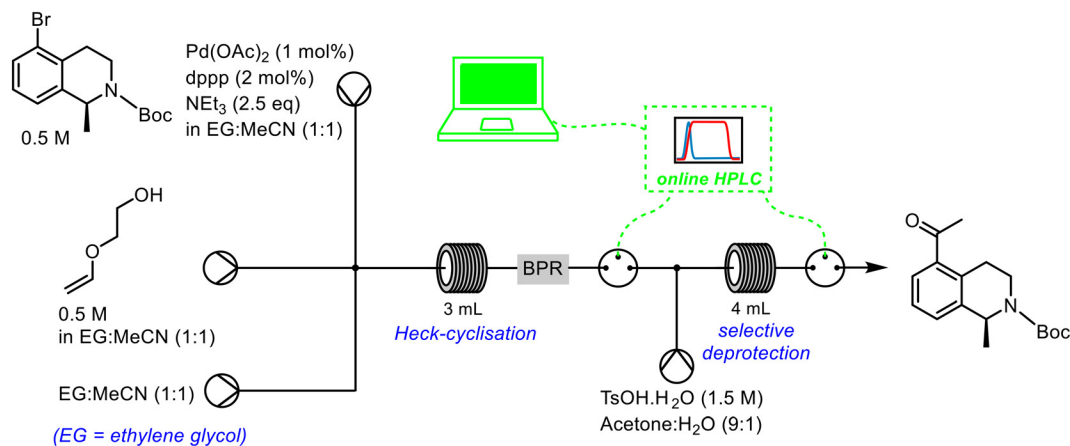 Br
N
Boc
0.5 M
Pd(OAc)2 (1 mol%)
dppp (2 mol%)
NEt3 (2.5 eq)
in EG:MeCN (1:1)
online HPLC
OH
O
0.5 M
in EG:MeCN (1:1)
EG:MeCN (1:1)
(EG = ethylene glycol)
3 mL
Heck-cyclisation
BPR
4 mL
selective
deprotection
TsOH.H2O (1.5 M)
Acetone:H2O (9:1)
O
N
Boc